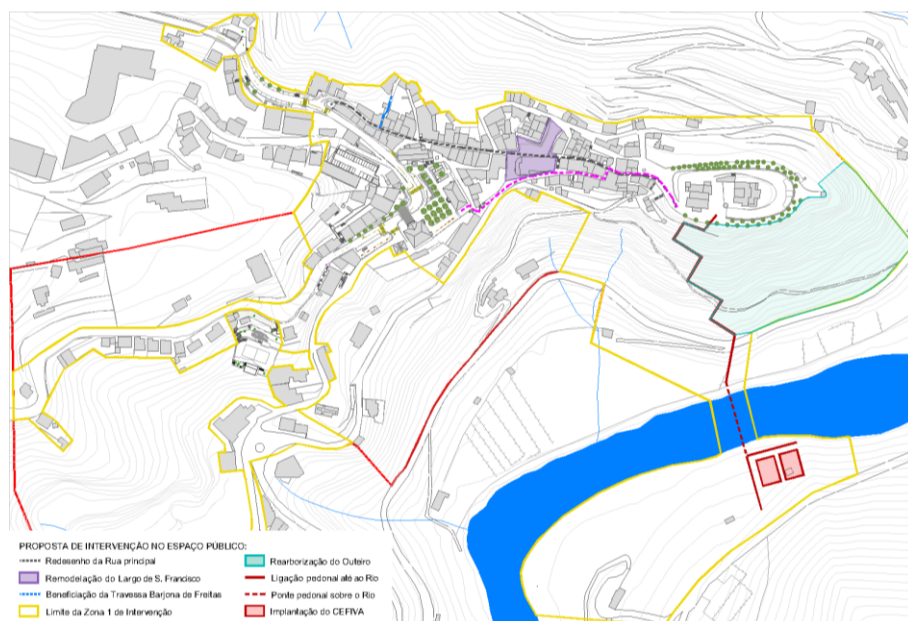 PROPOSTA DE INTERVENÇÃO NO ESPAÇO PÚBLICO:
Redesenho da Rua principal
Remodelação do Largo de S. Francisco
Beneficiação da Travessa Barjona de Freitas
Limite da Zona 1 de Intervenção
Rearborização do Outeiro
Ligação pedonal até ao Rio
Ponte pedonal sobre o Rio
Implantação do CEFIVA